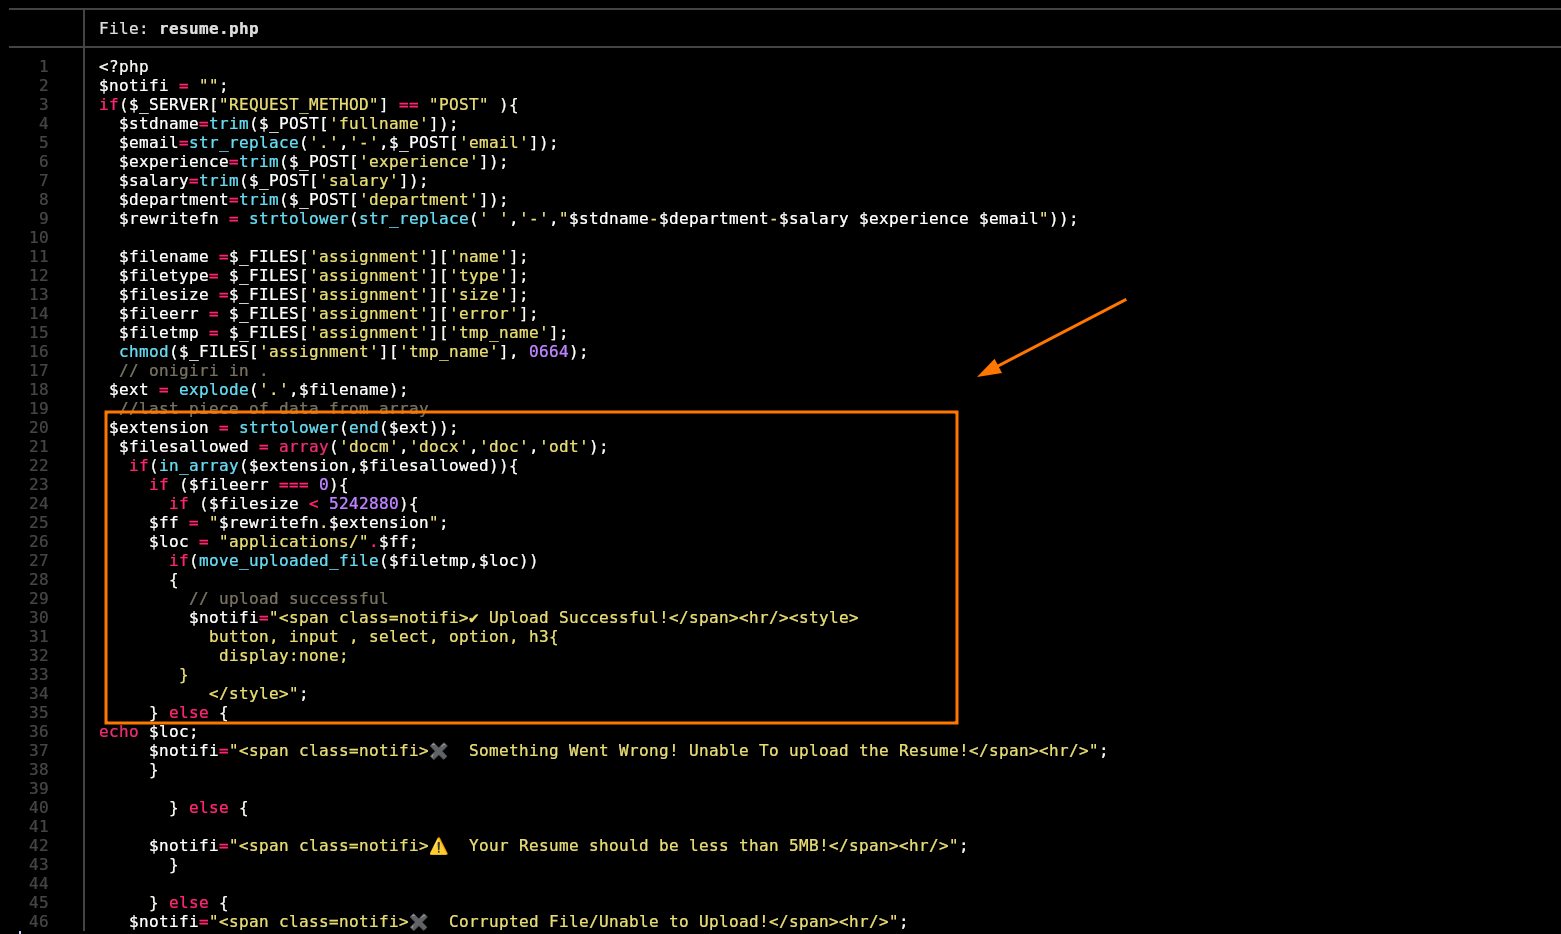 File: resume.php
1 <?php
2 $notifi = "";
3 if($_SERVER["REQUEST_METHOD"] == "POST" ){
4   $stdname=trim($_POST['fullname']);
5   $email=str_replace('.','-',$_POST['email']);
6   $experience=trim($_POST['experience']);
7   $salary=trim($_POST['salary']);
8   $department=trim($_POST['department']);
9   $rewritefn = strtolower(str_replace(' ','-',"$stdname-$department-$salary $experience $email"));
10
11   $filename =$_FILES['assignment']['name'];
12   $filetype= $_FILES['assignment']['type'];
13   $filesize =$_FILES['assignment']['size'];
14   $fileerr = $_FILES['assignment']['error'];
15   $filetmp = $_FILES['assignment']['tmp_name'];
16   chmod($_FILES['assignment']['tmp_name'], 0664);
17   // onigiri in .
18  $ext = explode('.',$filename);
19   //last piece of data from array
20  $extension = strtolower(end($ext));
21   $filesallowed = array('docm','docx','doc','odt');
22    if(in_array($extension,$filesallowed)){
23      if ($fileerr === 0){
24        if ($filesize < 5242880){
25      $ff = "$rewritefn.$extension";
26      $loc = "applications/".$ff;
27        if(move_uploaded_file($filetmp,$loc))
28        {
29          // upload successful
30          $notifi="<span class=notifi>✔ Upload Successful!</span><hr/><style>
31            button, input , select, option, h3{
32             display:none;
33         }
34            </style>";
35      } else {
36 echo $loc;
37      $notifi="<span class=notifi>✖️  Something Went Wrong! Unable To upload the Resume!</span><hr/>";
38      }
39
40        } else {
41
42      $notifi="<span class=notifi>⚠️  Your Resume should be less than 5MB!</span><hr/>";
43        }
44
45      } else {
46    $notifi="<span class=notifi>✖️  Corrupted File/Unable to Upload!</span><hr/>";